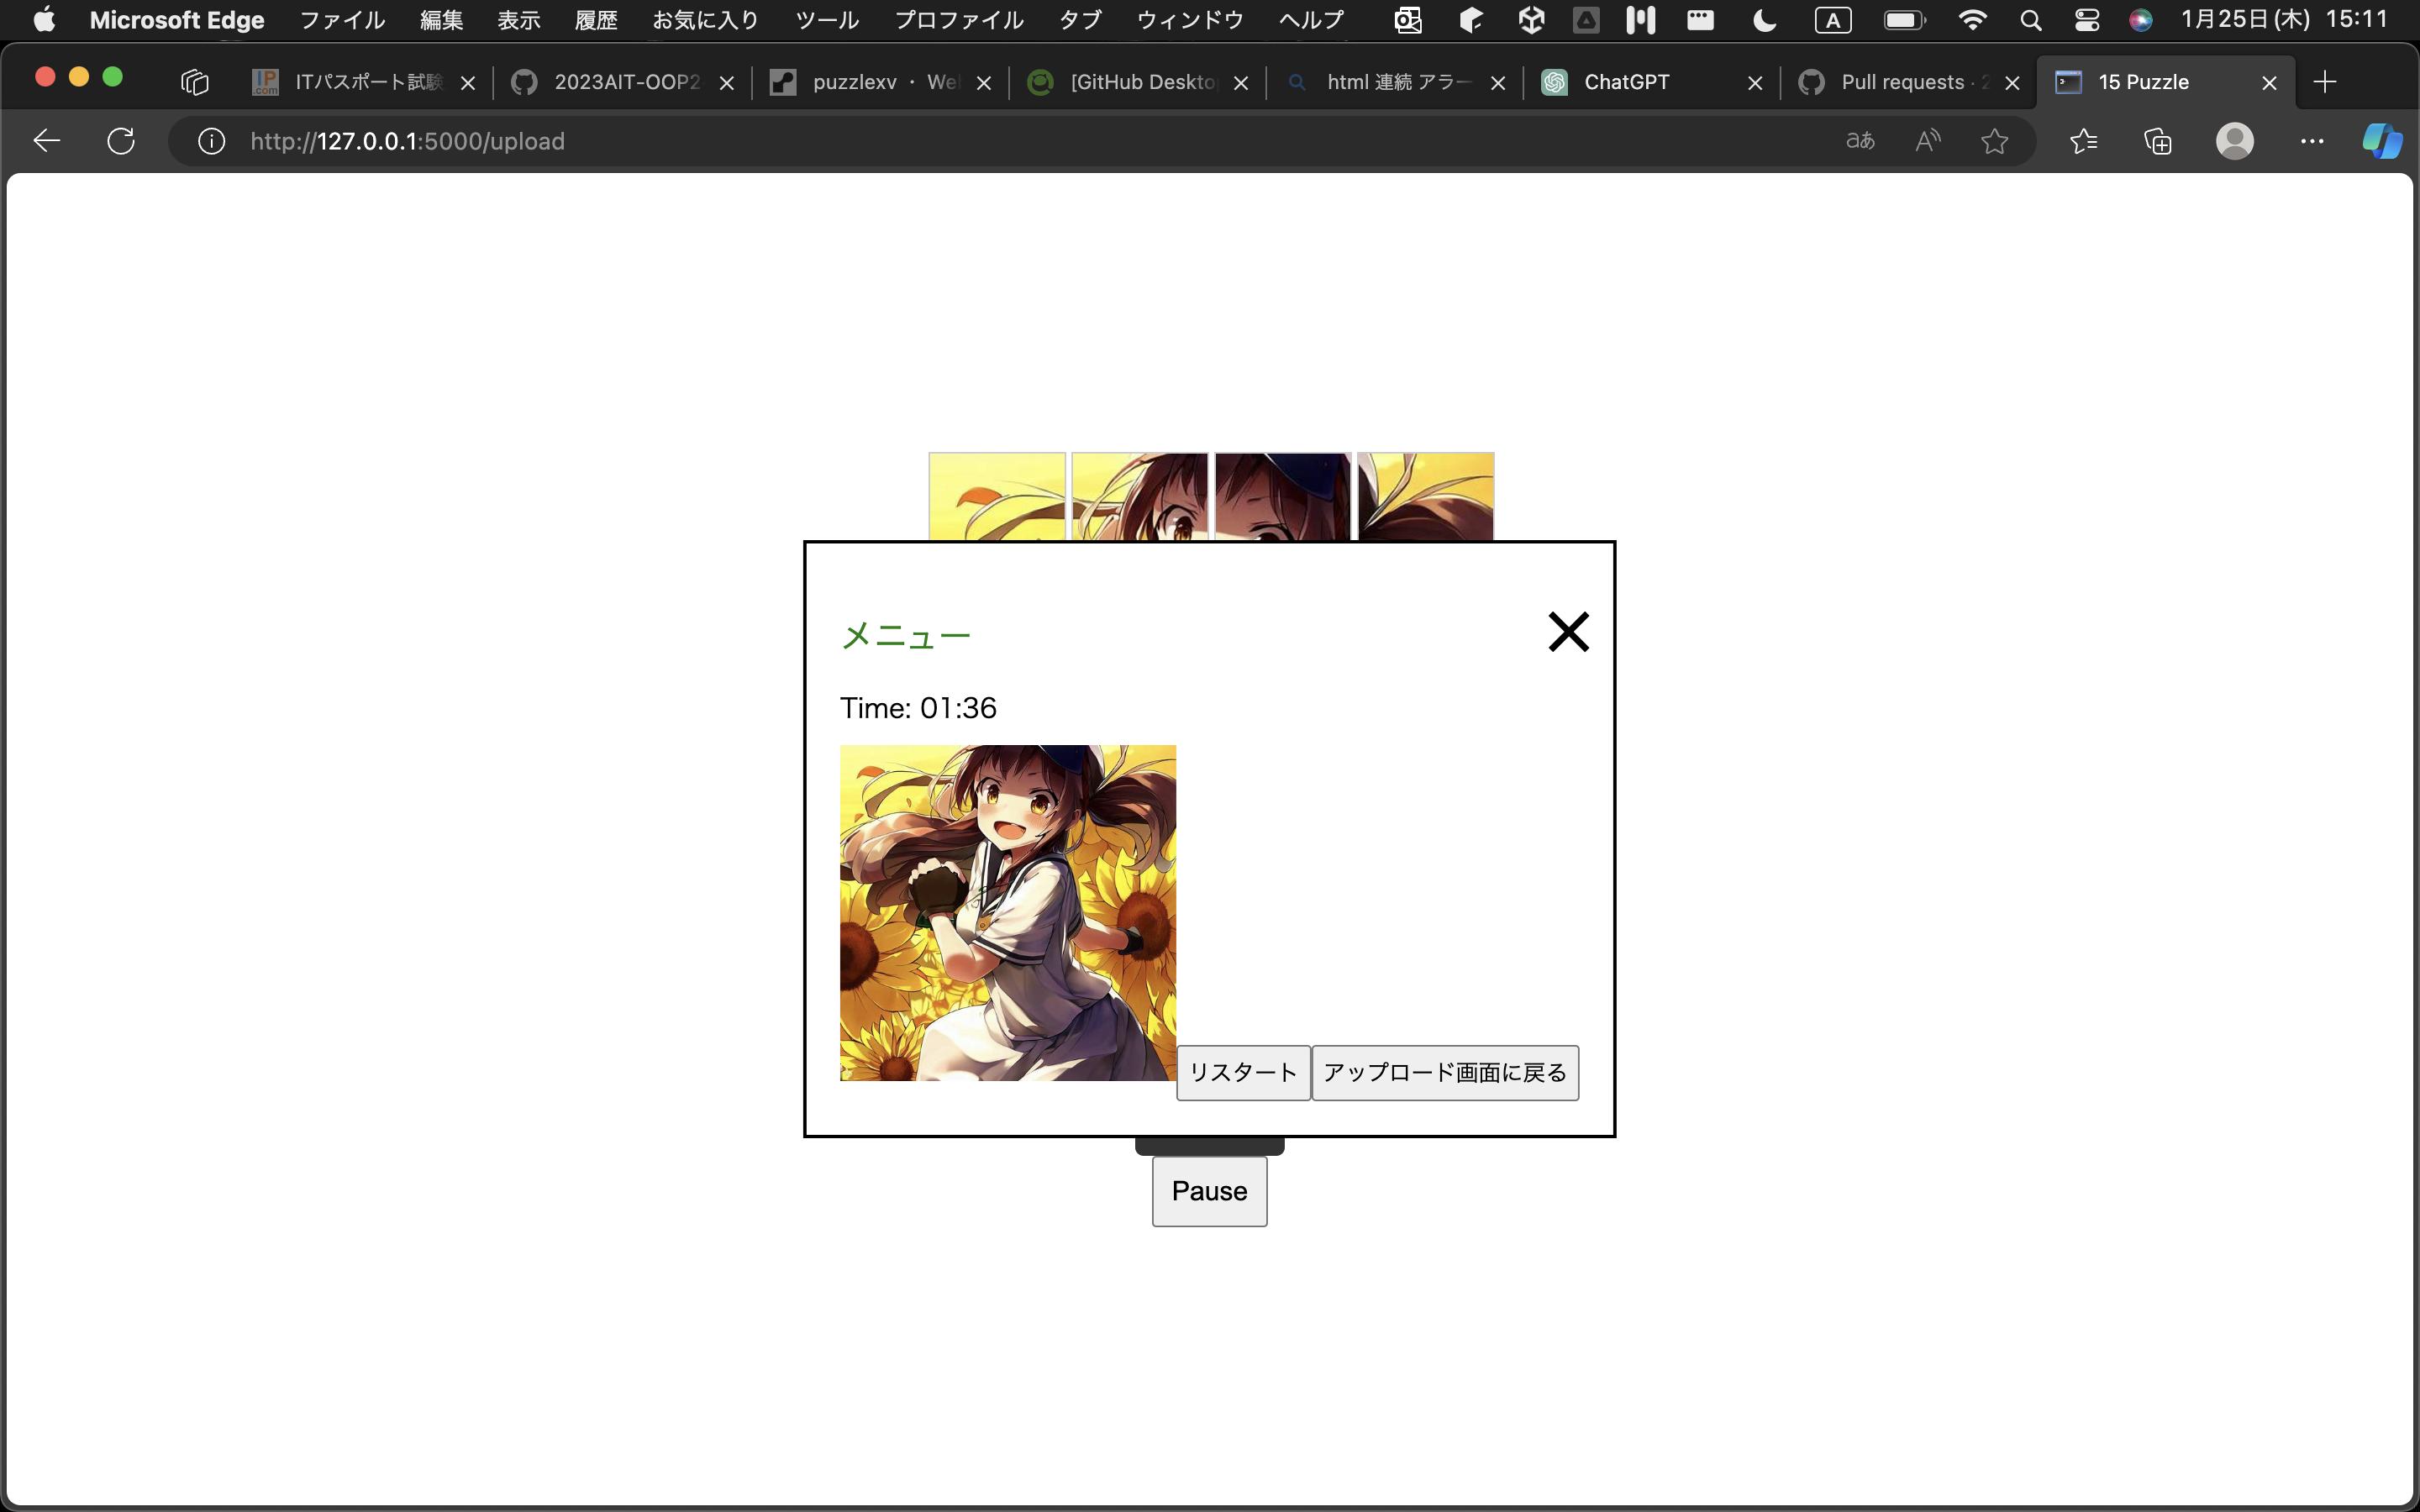 Microsoft Edge ファイル 編集 表示 履歴 お気に入り ツール プロファイル タブ ウィンドウ ヘルプ A 1月25日(木) 15:11
IP.com ITパスポート試験 2023AIT-OOP2 puzzlexv · We [GitHub Deskto html 連続 アラー ChatGPT Pull requests · 2 15 Puzzle
http://127.0.0.1:5000/upload aあ A
メニュー
Time: 01:36
リスタート アップロード画面に戻る
Pause